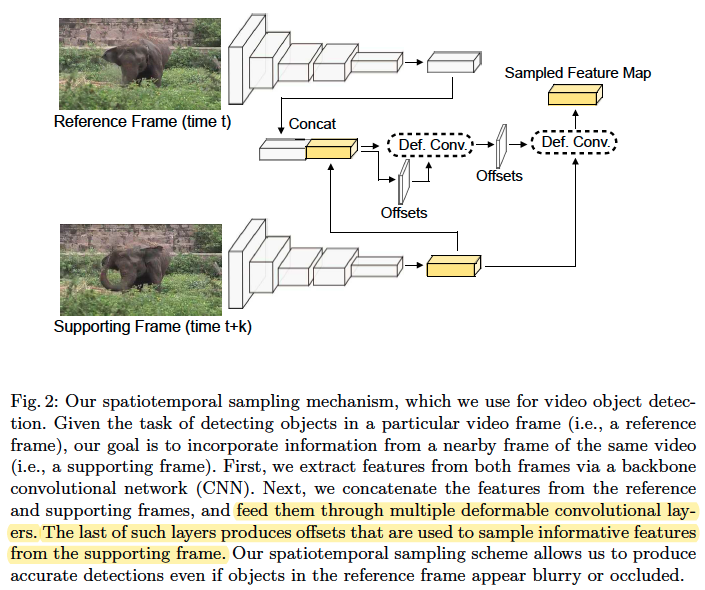 Sampled Feature Map
Reference Frame (time t)
Concat
Def. Conv.
Def. Conv.
Offsets
Offsets
Supporting Frame (time t+k)
Fig. 2: Our spatiotemporal sampling mechanism, which we use for video object detec-
tion. Given the task of detecting objects in a particular video frame (i.e., a reference
frame), our goal is to incorporate information from a nearby frame of the same video
(i.e., a supporting frame). First, we extract features from both frames via a backbone
convolutional network (CNN). Next, we concatenate the features from the reference
and supporting frames, and feed them through multiple deformable convolutional lay-
ers. The last of such layers produces offsets that are used to sample informative features
from the supporting frame. Our spatiotemporal sampling scheme allows us to produce
accurate detections even if objects in the reference frame appear blurry or occluded.